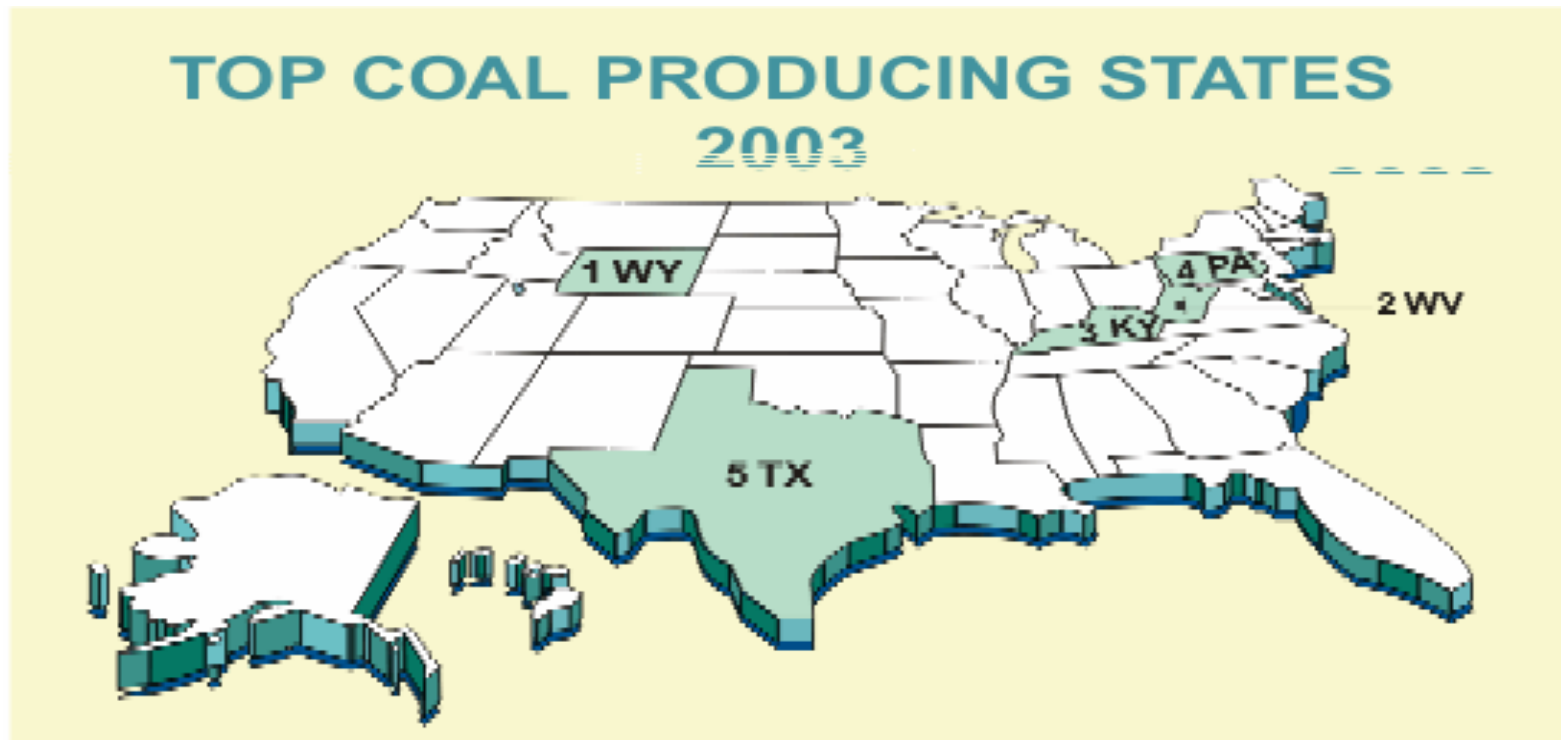 TOP COAL PRODUCING STATES
2003
1 WY
4 PA
2 WV
3 KY
5 TX